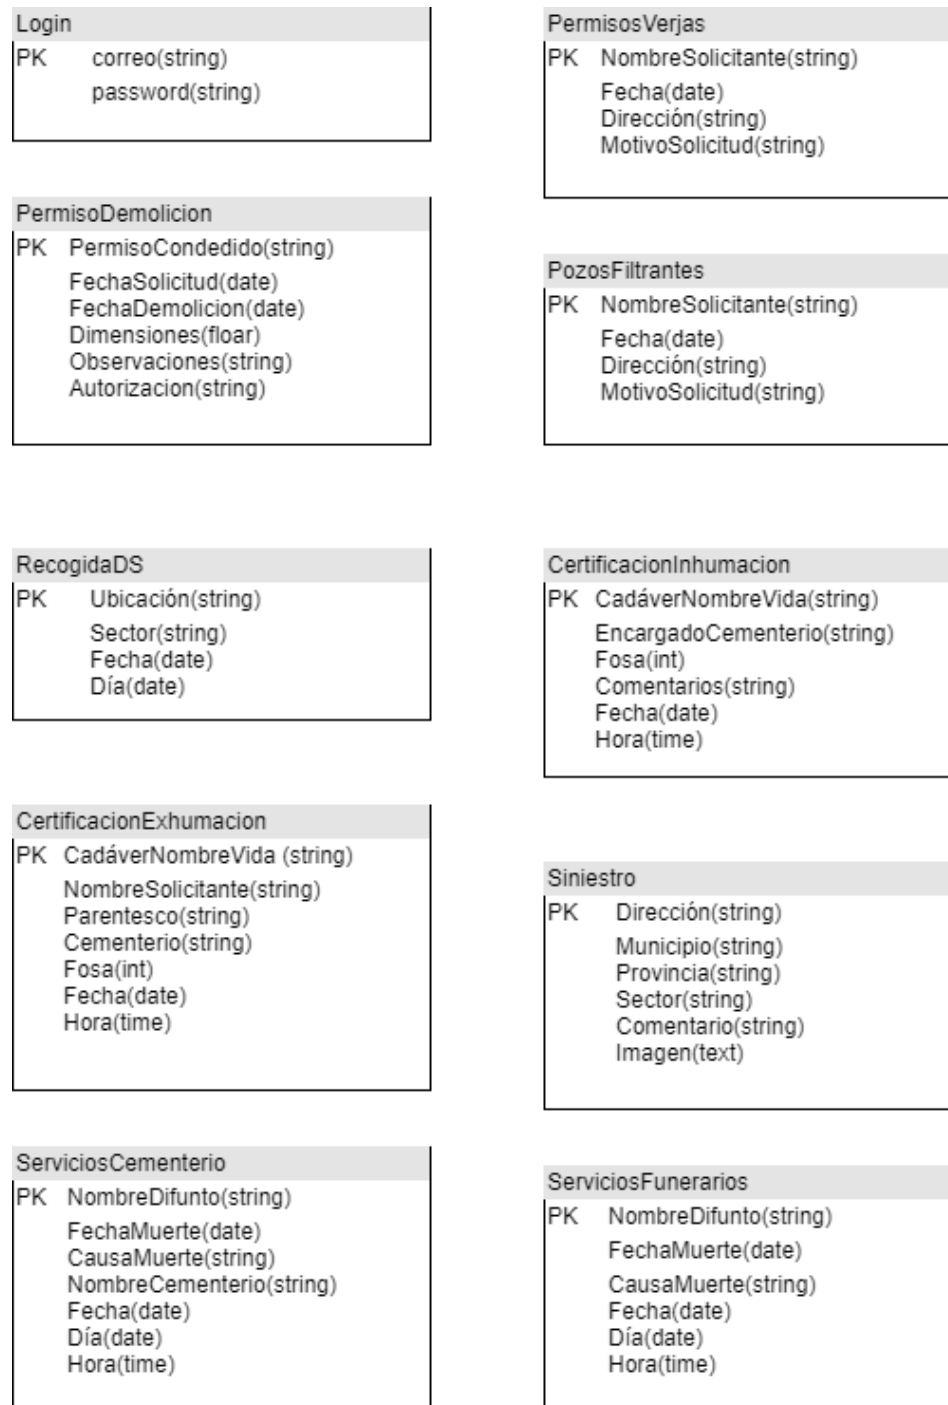 Login
PK correo(string)
password(string)
PermisosVerjas
PK NombreSolicitante(string)
Fecha(date)
Dirección(string)
MotivoSolicitud(string)
PermisoDemolicion
PK PermisoCondedido(string)
FechaSolicitud(date)
FechaDemolicion(date)
Dimensiones(floar)
Observaciones(string)
Autorizacion(string)
PozosFiltrantes
PK NombreSolicitante(string)
Fecha(date)
Dirección(string)
MotivoSolicitud(string)
RecogidaDS
PK Ubicación(string)
Sector(string)
Fecha(date)
Día(date)
CertificacionInhumacion
PK CadáverNombreVida(string)
EncargadoCementerio(string)
Fosa(int)
Comentarios(string)
Fecha(date)
Hora(time)
CertificacionExhumacion
PK CadáverNombreVida (string)
NombreSolicitante(string)
Parentesco(string)
Cementerio(string)
Fosa(int)
Fecha(date)
Hora(time)
Siniestro
PK Dirección(string)
Municipio(string)
Provincia(string)
Sector(string)
Comentario(string)
Imagen(text)
ServiciosCementerio
PK NombreDifunto(string)
FechaMuerte(date)
CausaMuerte(string)
NombreCementerio(string)
Fecha(date)
Día(date)
Hora(time)
ServiciosFunerarios
PK NombreDifunto(string)
FechaMuerte(date)
CausaMuerte(string)
Fecha(date)
Día(date)
Hora(time)